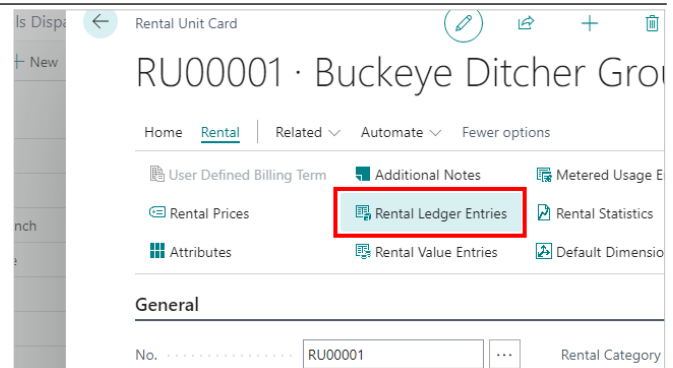 ls Dispa
Rental Unit Card
+ New
RU00001 · Buckeye Ditcher Grou
Home Rental Related Automate Fewer options
User Defined Billing Term Additional Notes Metered Usage E
Rental Prices Rental Ledger Entries Rental Statistics
nch
Attributes Rental Value Entries Default Dimensio
e
General
No. RU00001 ... Rental Category